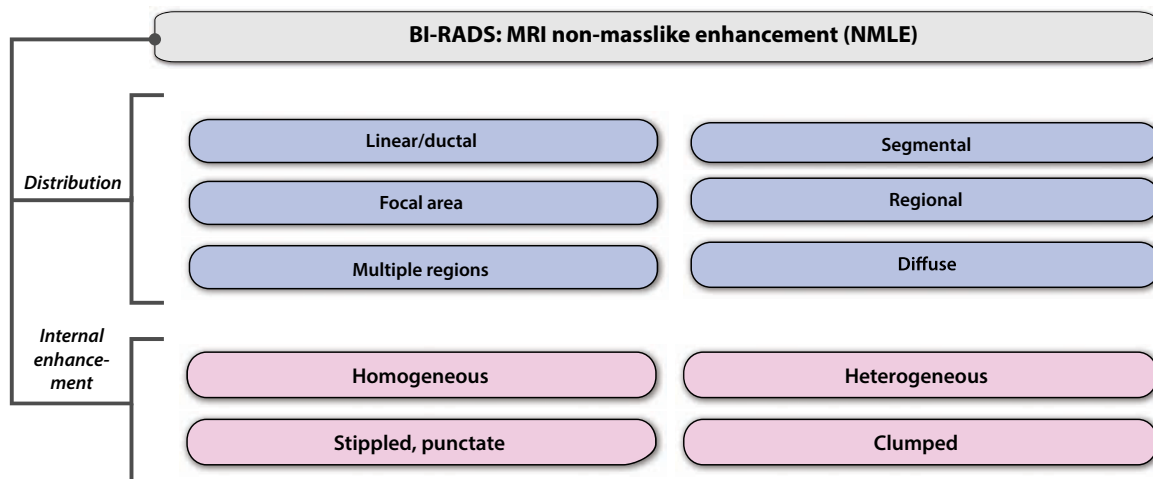 BI-RADS: MRI non-masslike enhancement (NMLE)
Distribution
Linear/ductal
Segmental
Focal area
Regional
Multiple regions
Diffuse
Internal
enhance-
ment
Homogeneous
Heterogeneous
Stippled, punctate
Clumped